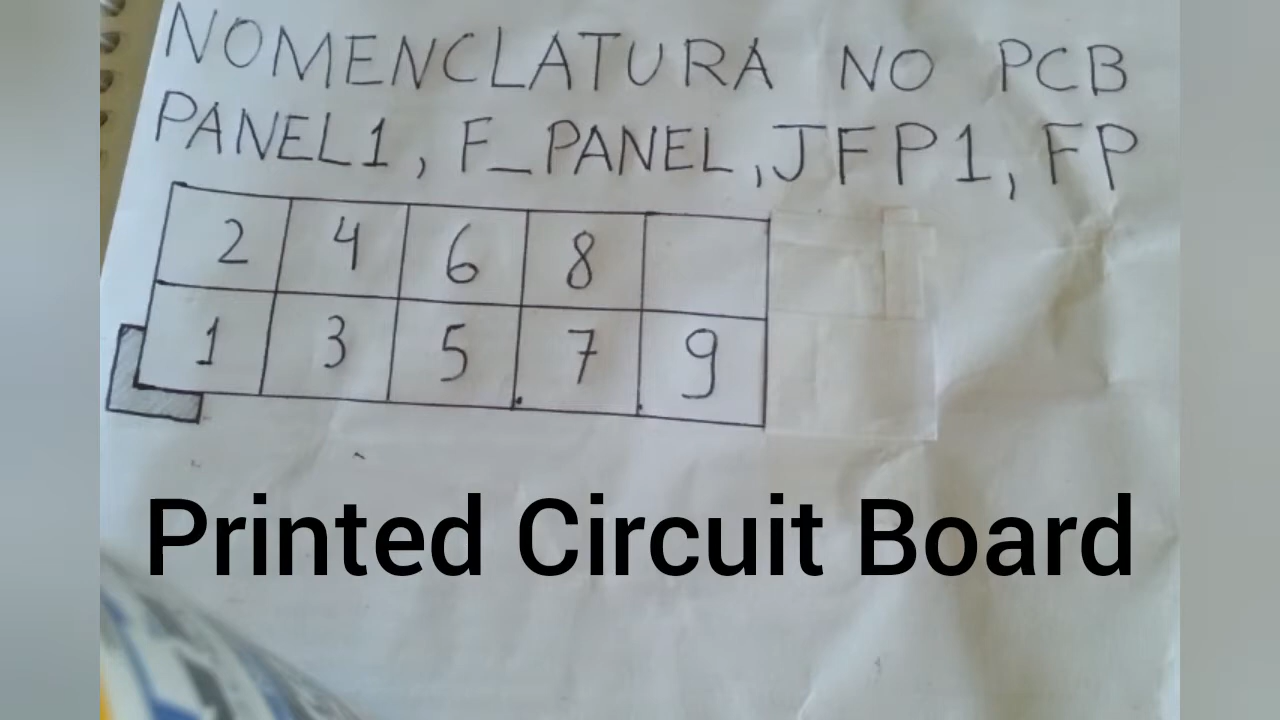 NOMENCLATURA NO PCB
PANEL1, F_PANEL, JFP1, FP
2 4 6 8
1 3 5 7 9
Printed Circuit Board